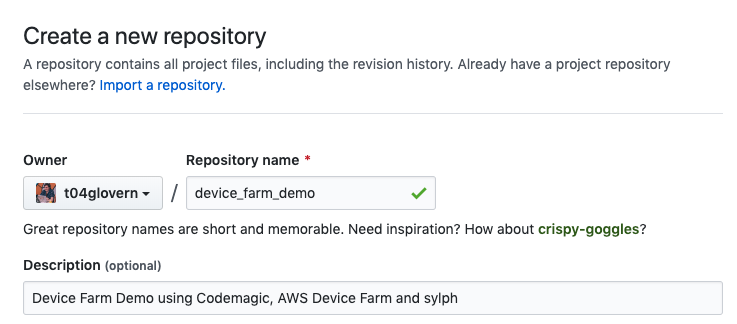 Create a new repository
A repository contains all project files, including the revision history. Already have a project repository
elsewhere? Import a repository.
Owner
Repository name *
t04glovern
/
device_farm_demo
Great repository names are short and memorable. Need inspiration? How about crispy-goggles?
Description (optional)
Device Farm Demo using Codemagic, AWS Device Farm and sylph